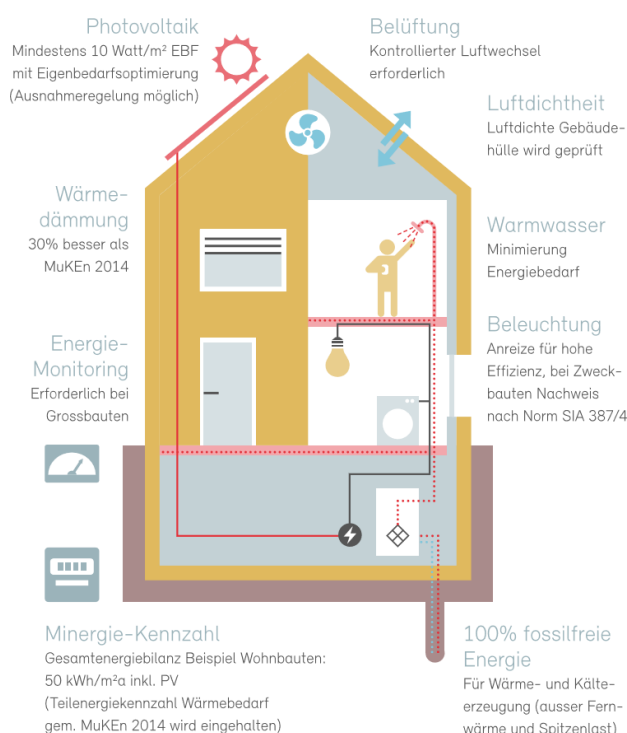 Photovoltaik
Mindestens 10 Watt/m² EBF
mit Eigenbedarfsoptimierung
(Ausnahmeregelung möglich)
Belüftung
Kontrollierter Luftwechsel
erforderlich
Luftdichtheit
Luftdichte Gebäude-
hülle wird geprüft
Wärme-
dämmung
30% besser als
MuKEn 2014
Warmwasser
Minimierung
Energiebedarf
Energie-
Monitoring
Erforderlich bei
Grossbauten
Beleuchtung
Anreize für hohe
Effizienz, bei Zweck-
bauten Nachweis
nach Norm SIA 387/4
Minergie-Kennzahl
Gesamtenergiebilanz Beispiel Wohnbauten:
50 kWh/m²a inkl. PV
(Teilenergiekennzahl Wärmebedarf
gem. MuKEn 2014 wird eingehalten)
100% fossilfreie
Energie
Für Wärme- und Kälte-
erzeugung (ausser Fern-
wärme und Spitzenlast)